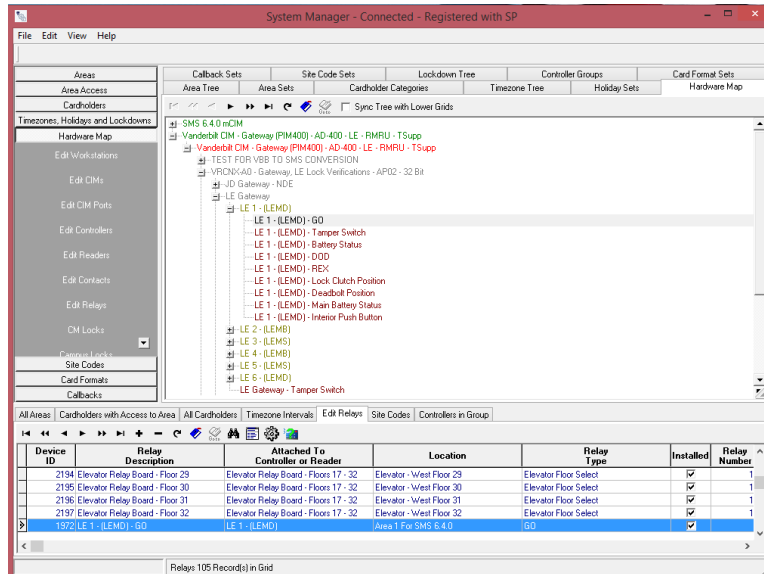 System Manager - Connected - Registered with SP
File Edit View Help
Areas
Area Access
Cardholders
Timezones, Holidays and Lockdowns
Hardware Map
Edit Workstations
Edit CIMs
Edit CIM Ports
Edit Controllers
Edit Readers
Edit Contacts
Edit Relays
CM Locks
Campus Locks
Site Codes
Card Formats
Callbacks
Callback Sets Site Code Sets Lockdown Tree Controller Groups Card Format Sets
Area Tree Area Sets Cardholder Categories Timezone Tree Holiday Sets Hardware Map
Sync Tree with Lower Grids
SMS 6.4.0 mCIM
Vanderbilt CIM - Gateway (PIM400) - AD-400 - LE - RMRU - TSupp
Vanderbilt CIM - Gateway (PIM400) - AD-400 - LE - RMRU - TSupp
TEST FOR VBB TO SMS CONVERSION
VRCNX-A0 - Gateway, LE Lock Verifications - AP02 - 32 Bit
JD Gateway - NDE
LE Gateway
LE 1 - (LEMD)
LE 1 - (LEMD) - GO
LE 1 - (LEMD) - Tamper Switch
LE 1 - (LEMD) - Battery Status
LE 1 - (LEMD) - DOD
LE 1 - (LEMD) - REX
LE 1 - (LEMD) - Lock Clutch Position
LE 1 - (LEMD) - Deadbolt Position
LE 1 - (LEMD) - Main Battery Status
LE 1 - (LEMD) - Interior Push Button
LE 2 - (LEMB)
LE 3 - (LEMS)
LE 4 - (LEMB)
LE 5 - (LEMS)
LE 6 - (LEMD)
LE Gateway - Tamper Switch
All Areas Cardholders with Access to Area All Cardholders Timezone Intervals Edit Relays Site Codes Controllers in Group
Device ID Relay Description Attached To Controller or Reader Location Relay Type Installed Relay Number
2194 Elevator Relay Board - Floor 29 Elevator Relay Board - Floors 17 - 32 Elevator - West Floor 29 Elevator Floor Select 1
2195 Elevator Relay Board - Floor 30 Elevator Relay Board - Floors 17 - 32 Elevator - West Floor 30 Elevator Floor Select 1
2196 Elevator Relay Board - Floor 31 Elevator Relay Board - Floors 17 - 32 Elevator - West Floor 31 Elevator Floor Select 1
2197 Elevator Relay Board - Floor 32 Elevator Relay Board - Floors 17 - 32 Elevator - West Floor 32 Elevator Floor Select 1
1972 LE 1 - (LEMD) - GO LE 1 - (LEMD) Area 1 For SMS 6.4.0 GO 1
Relays 105 Record(s) in Grid